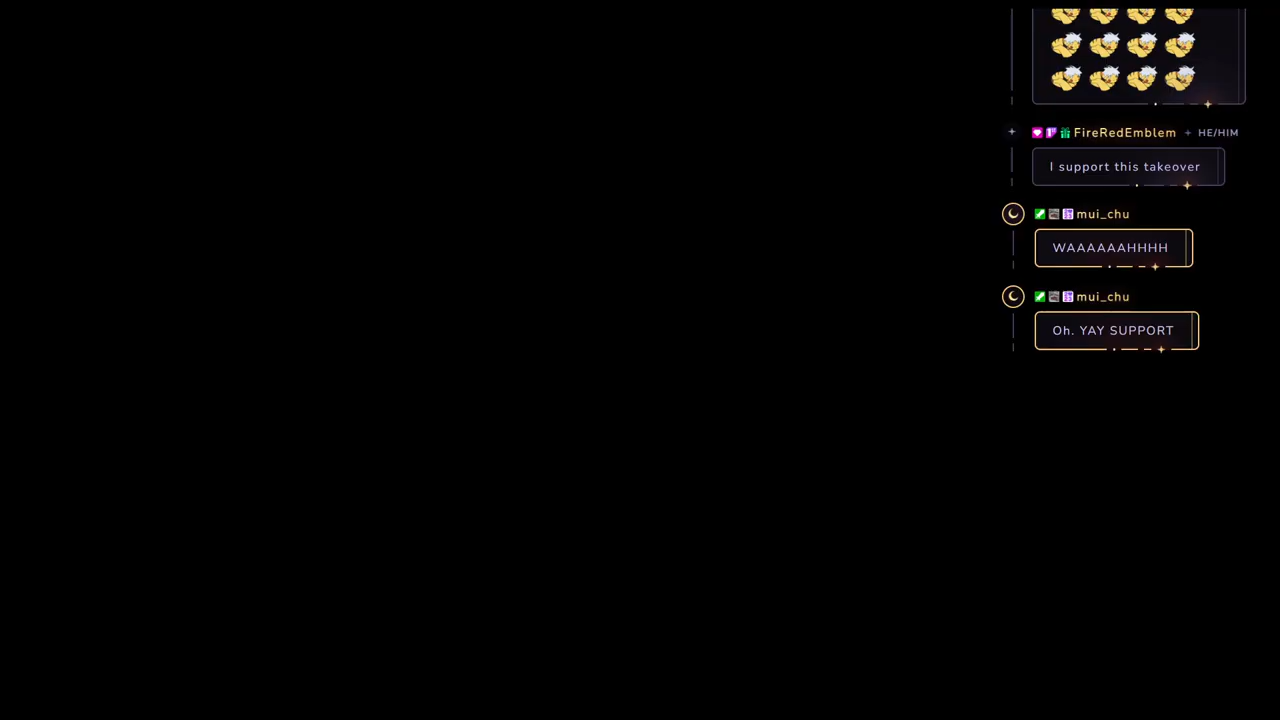 FireRedEmblem + HE/HIM
I support this takeover
mui_chu
WAAAAAAHHHH
mui_chu
Oh. YAY SUPPORT